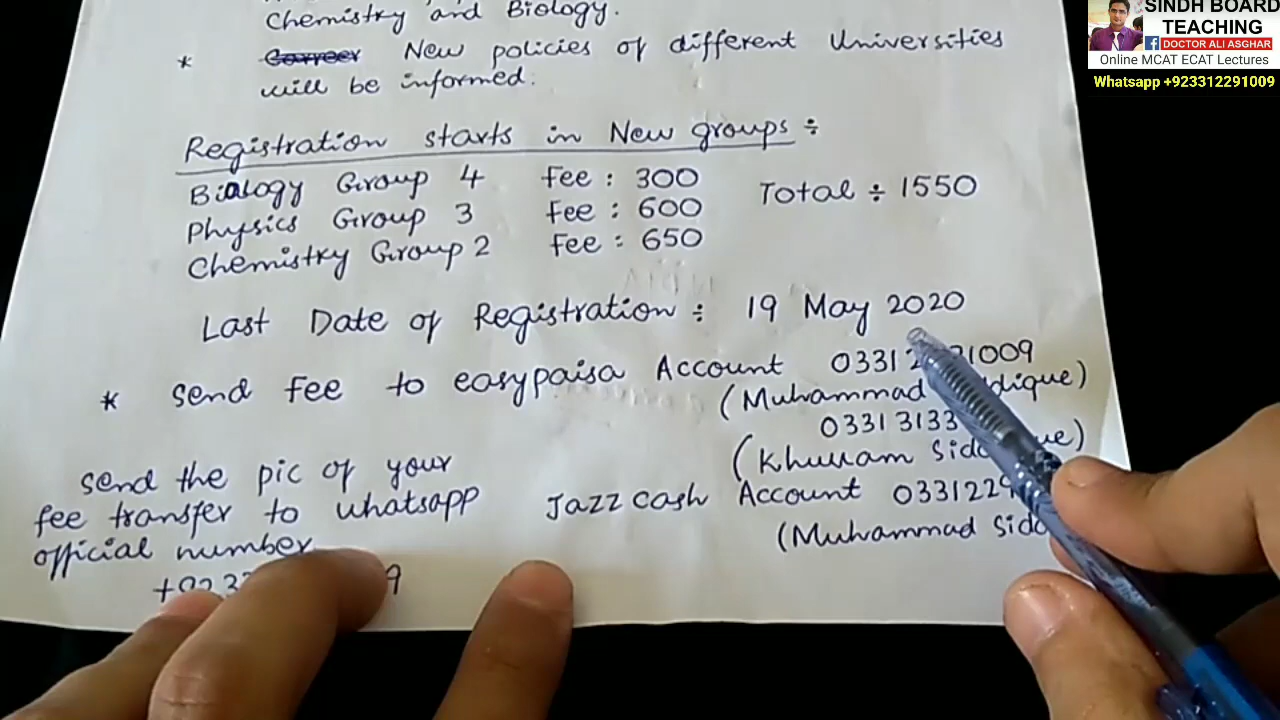 Chemistry and Biology.
* New policies of different Universities
will be informed.
Registration starts in New groups ÷
Biology Group 4 Fee : 300
Physics Group 3 Fee : 600 Total ÷ 1550
Chemistry Group 2 Fee : 650
Last Date of Registration ÷ 19 May 2020
* Send Fee to easypaisa Account
(Muhammad
(Khurram
Send the pic of your
fee transfer to whatsapp
official number
Jazz Cash Account
(Muhammad
SINDH BOARD
TEACHING
DOCTOR ALI ASGHAR
Online MCAT ECAT Lectures
Whatsapp +923312291009